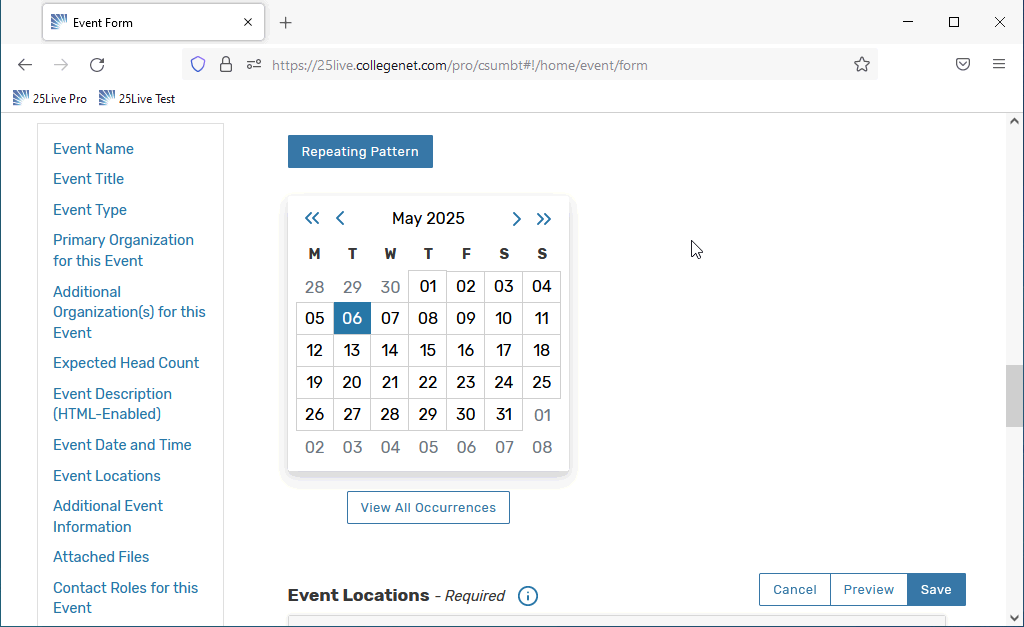 Event Form
https://25live.collegenet.com/pro/csumbt#!/home/event/form
25Live Pro 25Live Test
Event Name
Event Title
Event Type
Primary Organization
for this Event
Additional
Organization(s) for this
Event
Expected Head Count
Event Description
(HTML-Enabled)
Event Date and Time
Event Locations
Additional Event
Information
Attached Files
Contact Roles for this
Event
Repeating Pattern
May 2025
M T W T F S S
28 29 30 01 02 03 04
05 06 07 08 09 10 11
12 13 14 15 16 17 18
19 20 21 22 23 24 25
26 27 28 29 30 31 01
02 03 04 05 06 07 08
View All Occurrences
Event Locations - Required
Cancel Preview Save